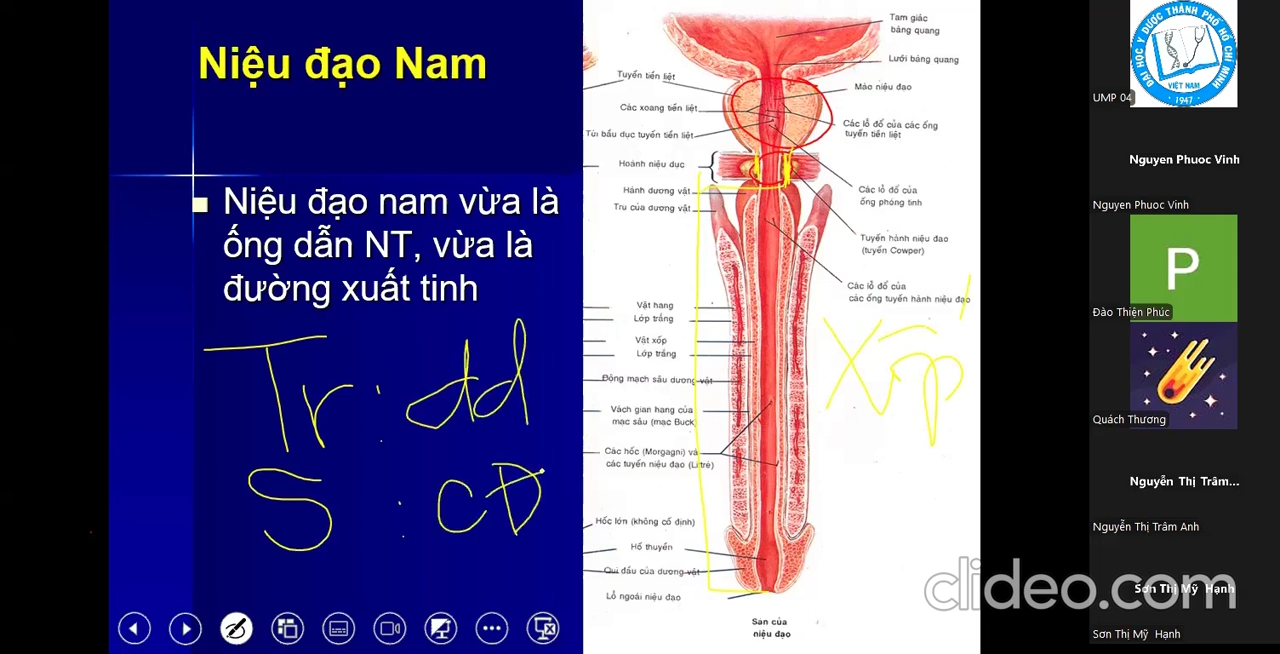 Niệu đạo Nam
Niệu đạo nam vừa là
ống dẫn NT, vừa là
đường xuất tinh
Tr : dd
S : CĐ
Tam giác
bàng quang
Lưỡi bàng quang
Mào niệu đạo
Các lỗ đổ của các ống
tuyến tiền liệt
Các lỗ đổ của
ống phóng tinh
Tuyến hành niệu đạo
(tuyến Cowper)
Các lỗ đổ của
các ống tuyến hành niệu đạo
Tuyến tiền liệt
Các xoang tiền liệt
Túi bầu dục tuyến tiền liệt
Hoành niệu dục
Hành dương vật
Trụ của dương vật
Vật hang
Lớp trắng
Vật xốp
Lớp trắng
Động mạch sâu dương vật
Vách gian hang của
mạc sâu (mạc Buck)
Các hốc (Morgagni) và
các tuyến niệu đạo (Littré)
Hốc lớn (không cố định)
Hố thuyền
Qui đầu của dương vật
Lỗ ngoài niệu đạo
Sàn của
niệu đạo
Xốp
ĐẠI HỌC Y DƯỢC THÀNH PHỐ HỒ CHÍ MINH
VIỆT NAM
1947
UMP 04
Nguyen Phuoc Vinh
Nguyen Phuoc Vinh
P
Đào Thiện Phúc
Quách Thương
Nguyễn Thị Trâm...
Nguyễn Thị Trâm Anh
Sơn Thị Mỹ Hạnh
Sơn Thị Mỹ Hạnh
clideo.com